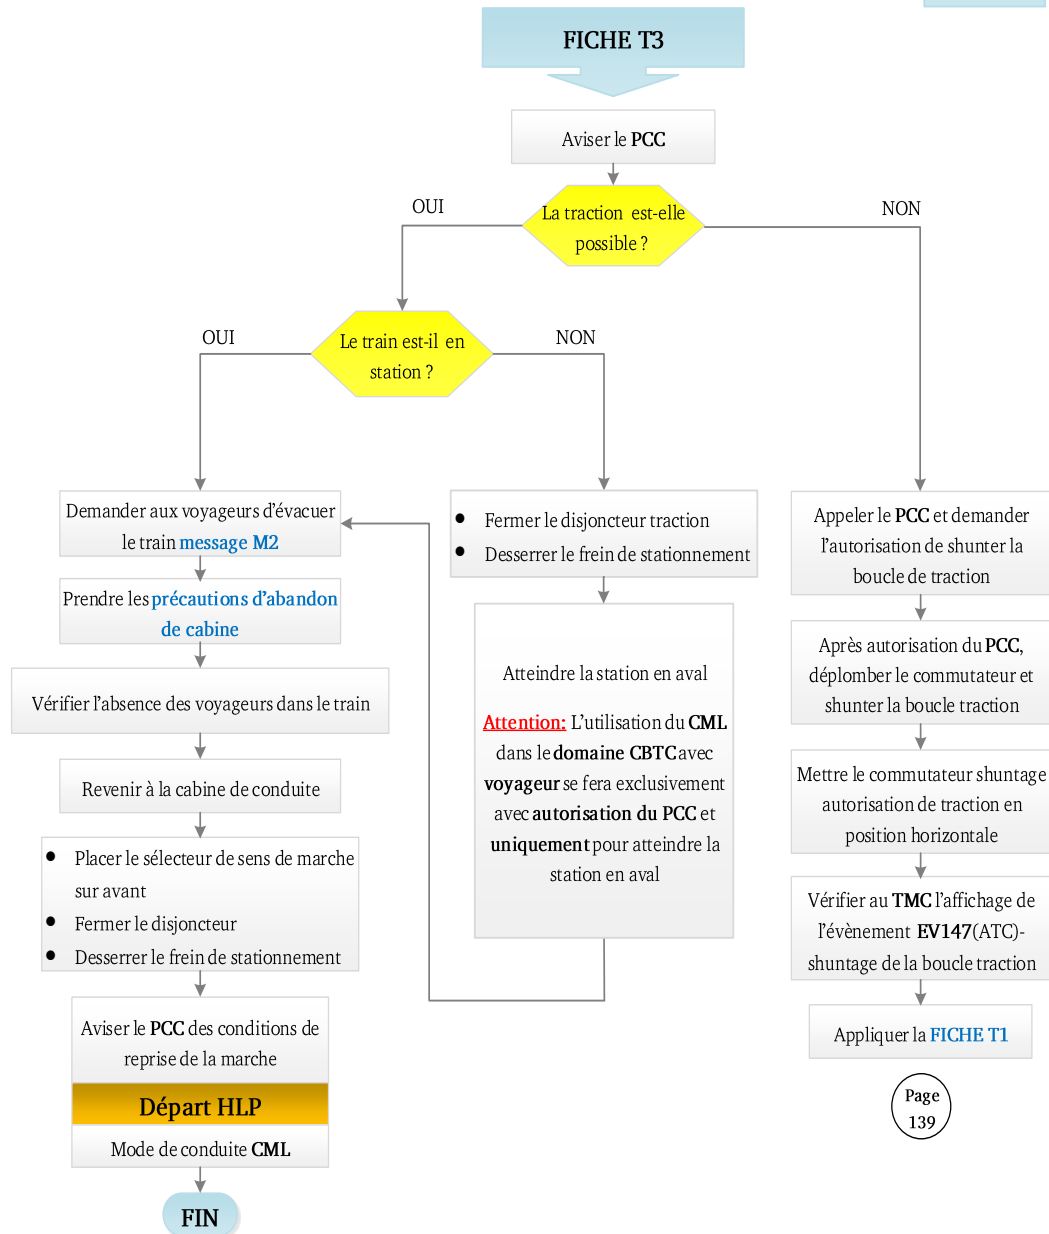 FICHE T3
Aviser le PCC
La traction est-elle
possible ?
OUI
NON
Le train est-il en
station ?
OUI
NON
Demander aux voyageurs d'évacuer
le train message M2
Prendre les précautions d'abandon
de cabine
Vérifier l'absence des voyageurs dans le train
Revenir à la cabine de conduite
• Placer le sélecteur de sens de marche
sur avant
• Fermer le disjoncteur
• Desserrer le frein de stationnement
Aviser le PCC des conditions de
reprise de la marche
Départ HLP
Mode de conduite CML
FIN
• Fermer le disjoncteur traction
• Desserrer le frein de stationnement
Atteindre la station en aval
Attention: L'utilisation du CML
dans le domaine CBTC avec
voyageur se fera exclusivement
avec autorisation du PCC et
uniquement pour atteindre la
station en aval
Appeler le PCC et demander
l'autorisation de shunter la
boucle de traction
Après autorisation du PCC,
déplomber le commutateur et
shunter la boucle traction
Mettre le commutateur shuntage
autorisation de traction en
position horizontale
Vérifier au TMC l'affichage de
l'évènement EV147(ATC)-
shuntage de la boucle traction
Appliquer la FICHE T1
Page
139